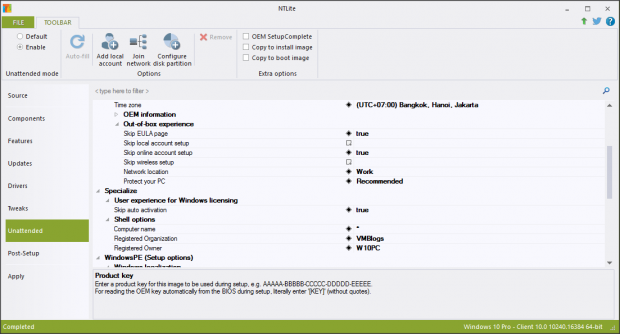 NTLite
FILE
TOOLBAR
Default
Enable
Unattended mode
Auto-fill
Add local account
Join network
Configure disk partition
Remove
Options
OEM SetupComplete
Copy to install image
Copy to boot image
Extra options
Source
Components
Features
Updates
Drivers
Tweaks
Unattended
Post-Setup
Apply
< type here to filter >
Time zone (UTC+07:00) Bangkok, Hanoi, Jakarta
OEM information
Out-of-box experience
Skip EULA page true
Skip local account setup
Skip online account setup true
Skip wireless setup
Network location Work
Protect your PC Recommended
Specialize
User experience for Windows licensing
Skip auto activation true
Shell options
Computer name *
Registered Organization VMBlogs
Registered Owner W10PC
WindowsPE (Setup options)
Windows localization
Product key
Enter a product key for this image to be used during setup, e.g. AAAAA-BBBBB-CCCCC-DDDDD-EEEEE.
For reading the OEM key automatically from the BIOS during setup, literally enter '[KEY]' (without quotes).
Completed
Windows 10 Pro - Client 10.0 10240.16384 64-bit